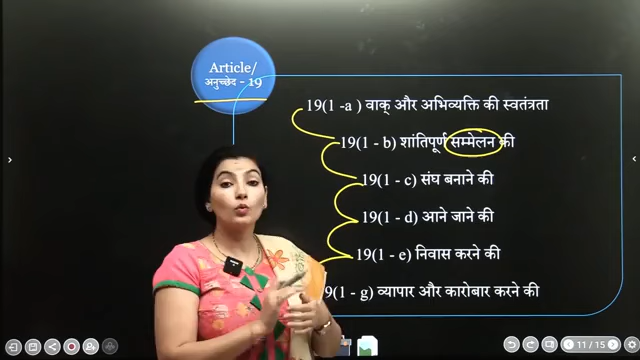 Article/
अनुच्छेद - 19
19(1 -a ) वाक् और अभिव्यक्ति की स्वतंत्रता
19(1 - b) शांतिपूर्ण सम्मेलन की
19(1 - c) संघ बनाने की
19(1 - d) आने जाने की
19(1 - e) निवास करने की
9(1 - g) व्यापार और कारोबार करने की
11 / 15